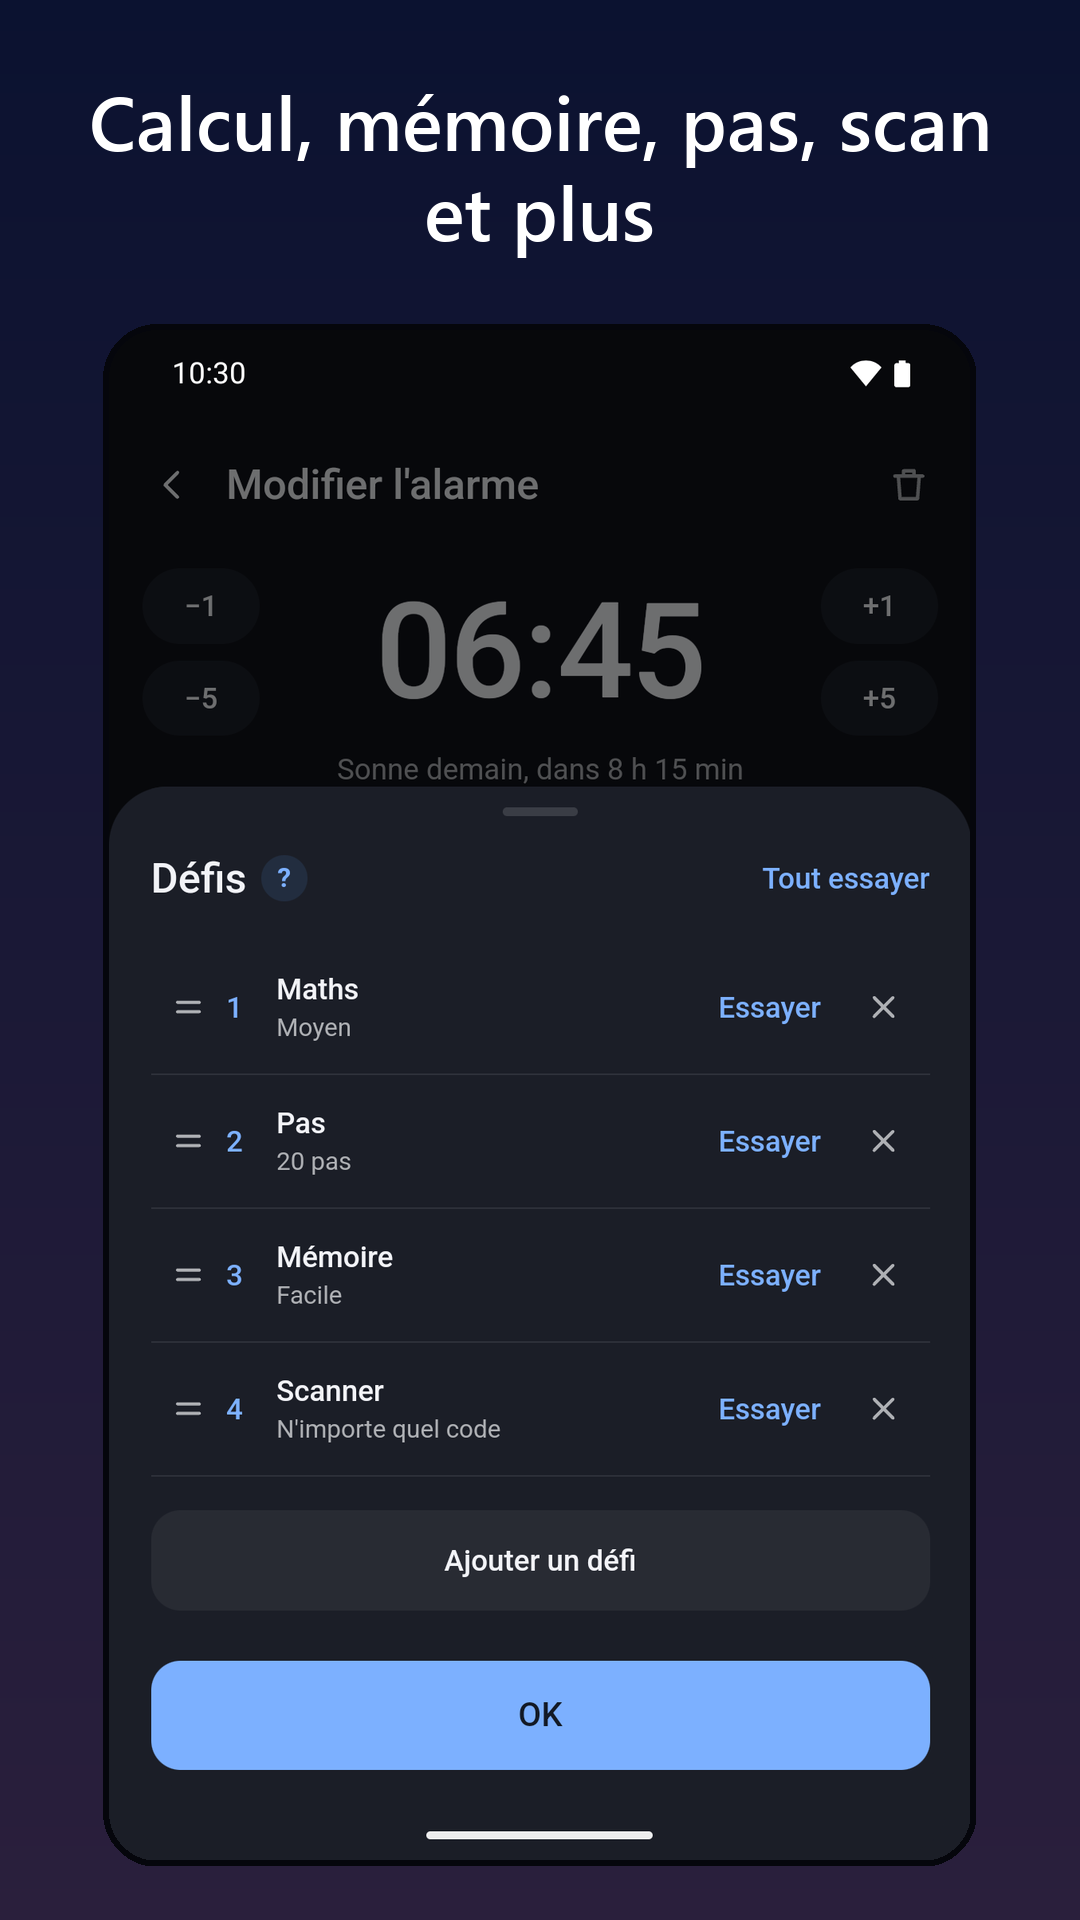 Calcul, mémoire, pas, scan
et plus
10:30
Modifier l'alarme
−1
06:45
+1
−5
+5
Sonne demain, dans 8 h 15 min
Défis
?
Tout essayer
1
Maths
Moyen
Essayer
2
Pas
20 pas
Essayer
3
Mémoire
Facile
Essayer
4
Scanner
N'importe quel code
Essayer
Ajouter un défi
OK